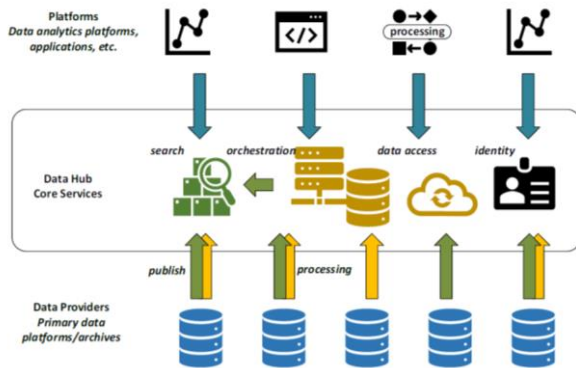 Platforms
Data analytics platforms,
applications, etc.
</>
processing
search
orchestration
data access
identity
Data Hub
Core Services
publish
processing
Data Providers
Primary data
platforms/archives